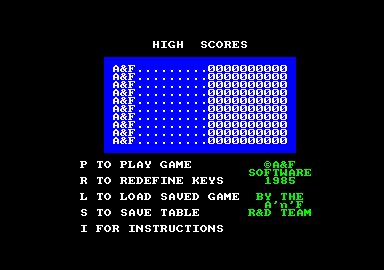 HIGH SCORES
A&F.........0000000000
A&F.........0000000000
A&F.........0000000000
A&F.........0000000000
A&F.........0000000000
A&F.........0000000000
A&F.........0000000000
A&F.........0000000000
A&F.........0000000000
A&F.........0000000000
P TO PLAY GAME
R TO REDEFINE KEYS
L TO LOAD SAVED GAME
S TO SAVE TABLE
I FOR INSTRUCTIONS
©A&F
SOFTWARE
1985
BY THE
A'n'F
R&D TEAM